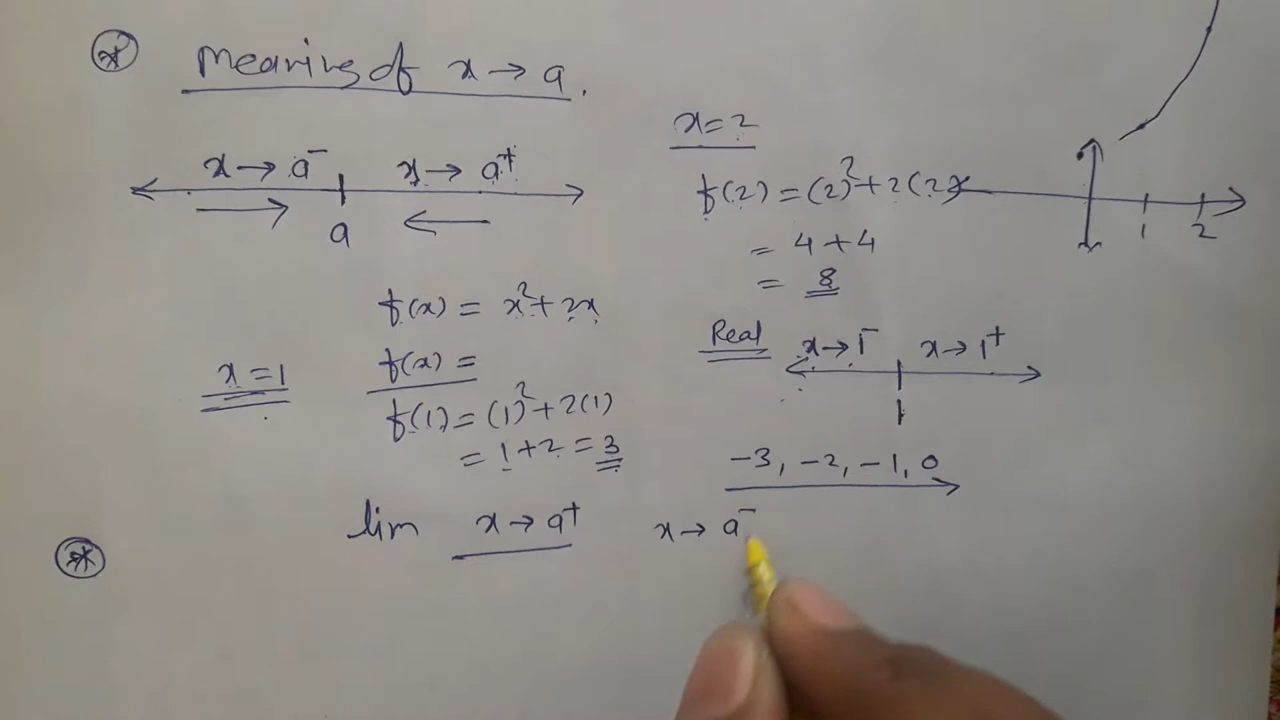 Meaning of x → a.
x → a⁻ x → a⁺
a
f(x) = x² + 2x
x = 1
f(x) =
f(1) = (1)² + 2(1)
= 1 + 2 = 3
x = 2
f(2) = (2)² + 2(2)
= 4 + 4
= 8
1 2
Real x → 1⁻ x → 1⁺
1
-3, -2, -1, 0
lim x → a⁺ x → a⁻